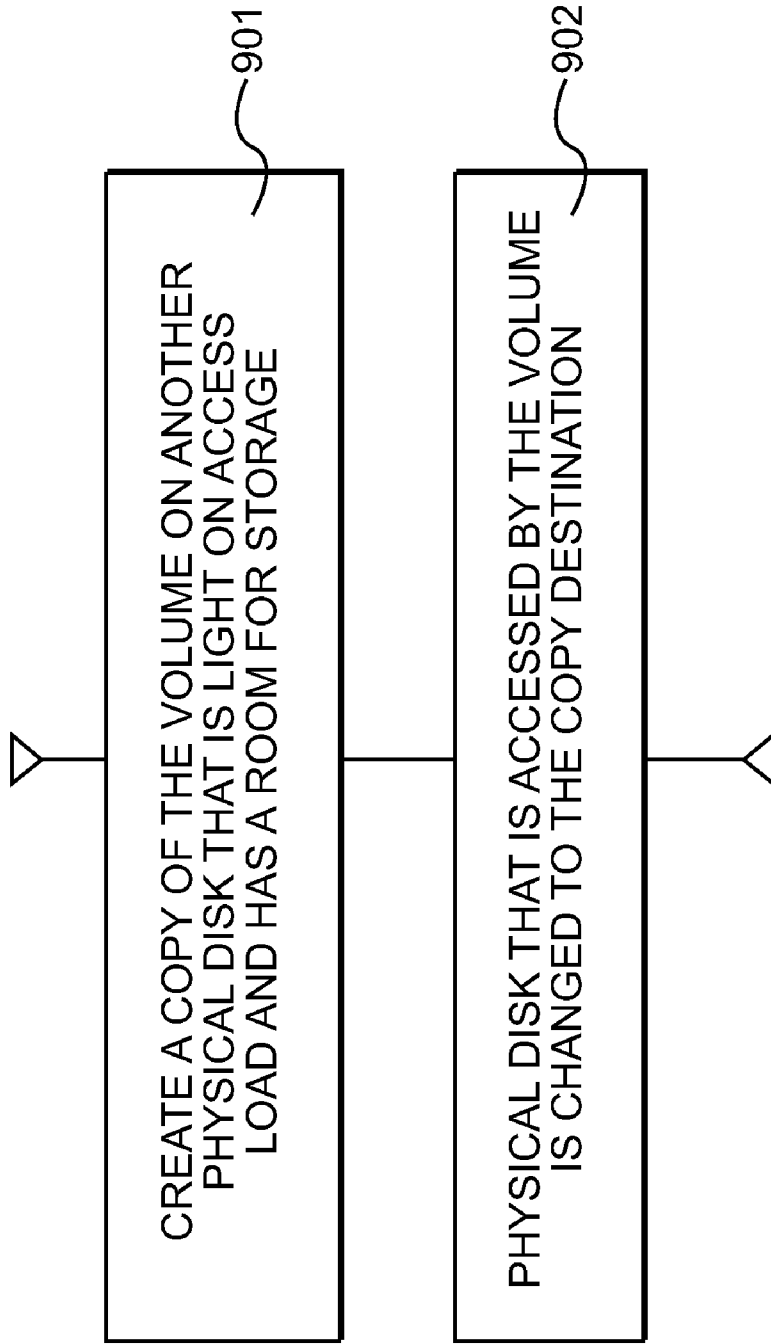 CREATE A COPY OF THE VOLUME ON ANOTHER
PHYSICAL DISK THAT IS LIGHT ON ACCESS
LOAD AND HAS A ROOM FOR STORAGE
901
PHYSICAL DISK THAT IS ACCESSED BY THE VOLUME
IS CHANGED TO THE COPY DESTINATION
902